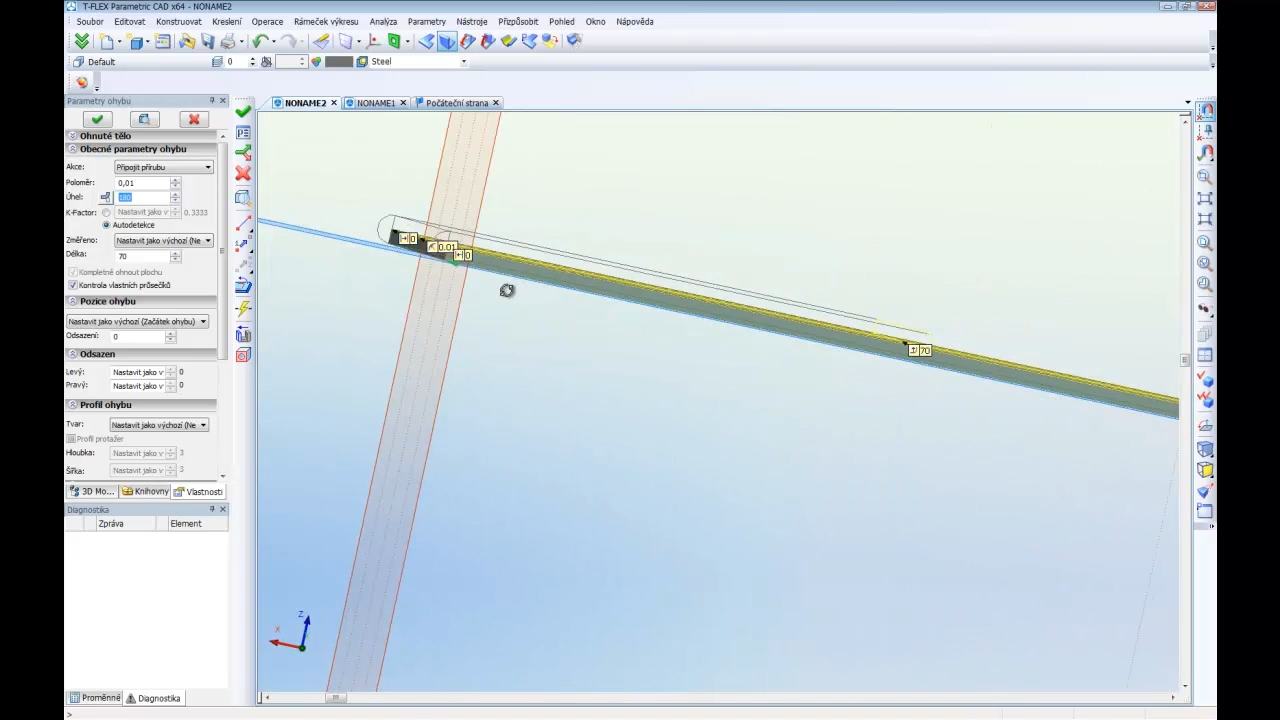 T-FLEX Parametric CAD x64 - NONAME2
Soubor Editovat Konstruovat Kreslení Operace Rámeček výkresu Analýza Parametry Nástroje Přizpůsobit Pohled Okno Nápověda
Default 0 Steel
Parametry ohybu
NONAME2 NONAME1 Počáteční strana
Ohnuté tělo
Obecné parametry ohybu
Akce: Připojit přírubu
Poloměr: 0,01
Úhel: 180
K-Factor: Nastavit jako v 0.3333
Autodetekce
Změřeno: Nastavit jako výchozí (Ne
Délka: 70
Kompletně ohnout plochu
Kontrola vlastních průsečíků
Pozice ohybu
Nastavit jako výchozí (Začátek ohybu)
Odsazení: 0
Odsazen
Levý: Nastavit jako v 0
Pravý: Nastavit jako v 0
Profil ohybu
Tvar: Nastavit jako výchozí (Ne
Profil protažer
Hloubka: Nastavit jako v 3
Šířka: Nastavit jako v 3
3D Mo... Knihovny Vlastnosti
Diagnostika
Zpráva Element
0
0.01
0
70
Z
X
Proměnné Diagnostika
>